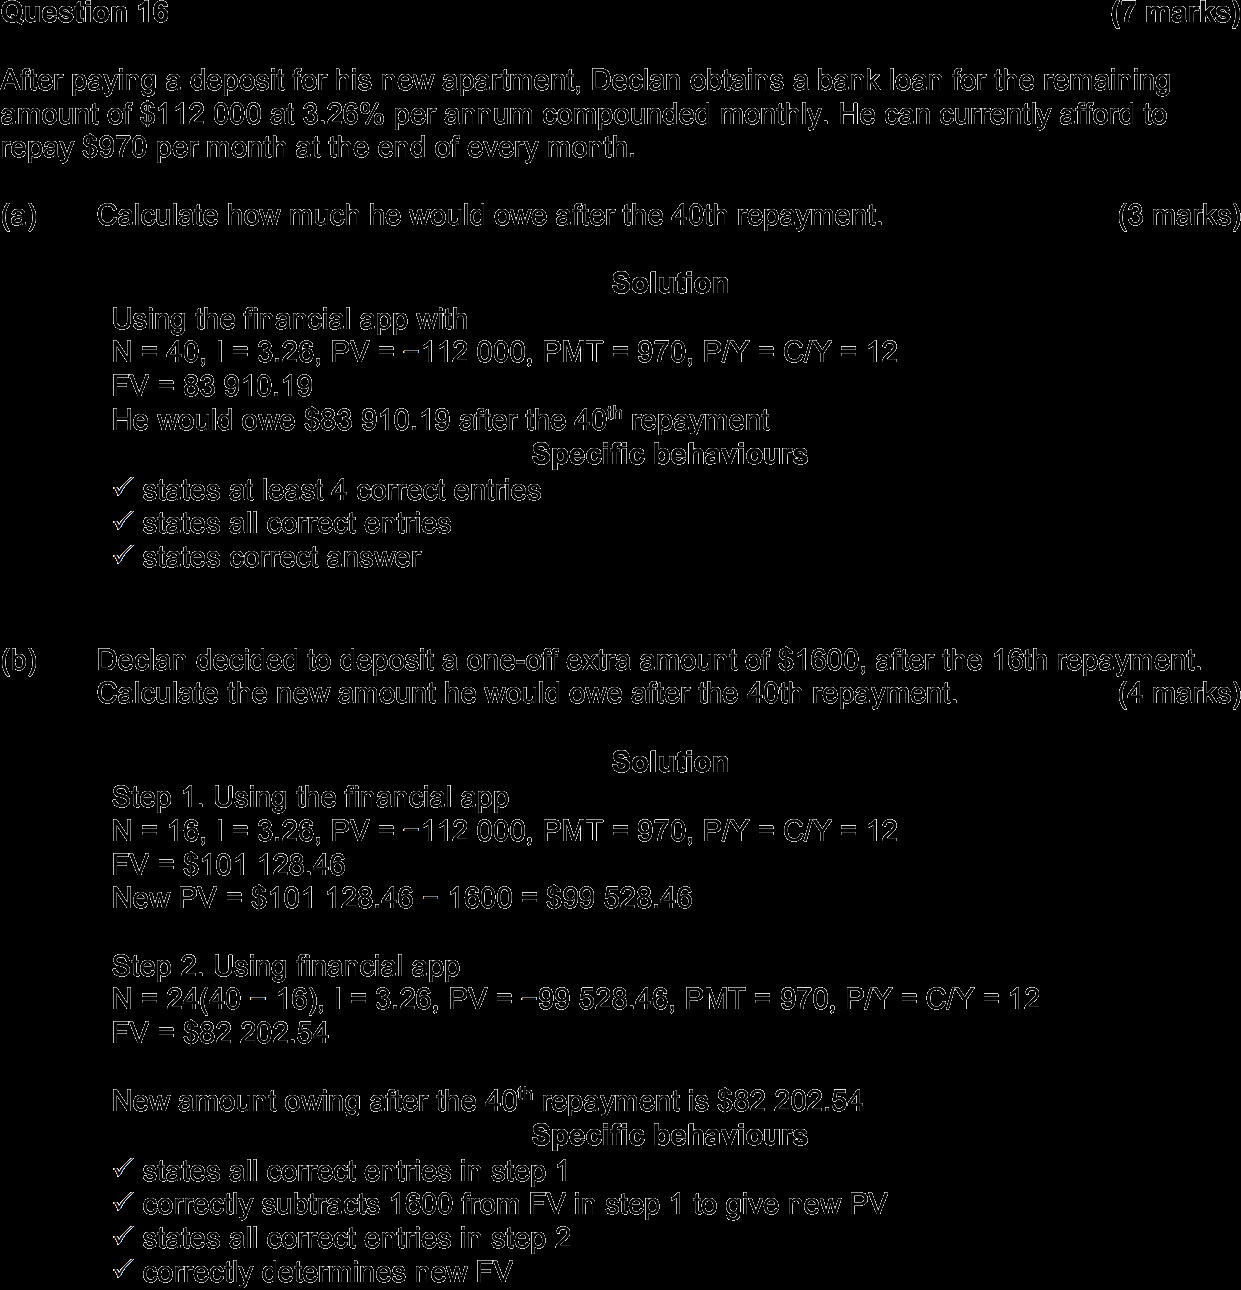 Question 16 (7 marks)
After paying a deposit for his new apartment, Declan obtains a bank loan for the remaining
amount of $112 000 at 3.26% per annum compounded monthly. He can currently afford to
repay $970 per month at the end of every month.
(a) Calculate how much he would owe after the 40th repayment. (3 marks)
Solution
Using the financial app with
N = 40, I = 3.26, PV = −112 000, PMT = 970, P/Y = C/Y = 12
FV = 83 910.19
He would owe $83 910.19 after the 40th repayment
Specific behaviours
✓ states at least 4 correct entries
✓ states all correct entries
✓ states correct answer
(b) Declan decided to deposit a one-off extra amount of $1600, after the 16th repayment.
Calculate the new amount he would owe after the 40th repayment. (4 marks)
Solution
Step 1. Using the financial app
N = 16, I = 3.26, PV = −112 000, PMT = 970, P/Y = C/Y = 12
FV = $101 128.46
New PV = $101 128.46 − 1600 = $99 528.46
Step 2. Using financial app
N = 24(40 − 16), I = 3.26, PV = −99 528.46, PMT = 970, P/Y = C/Y = 12
FV = $82 202.54
New amount owing after the 40th repayment is $82 202.54
Specific behaviours
✓ states all correct entries in step 1
✓ correctly subtracts 1600 from FV in step 1 to give new PV
✓ states all correct entries in step 2
✓ correctly determines new FV